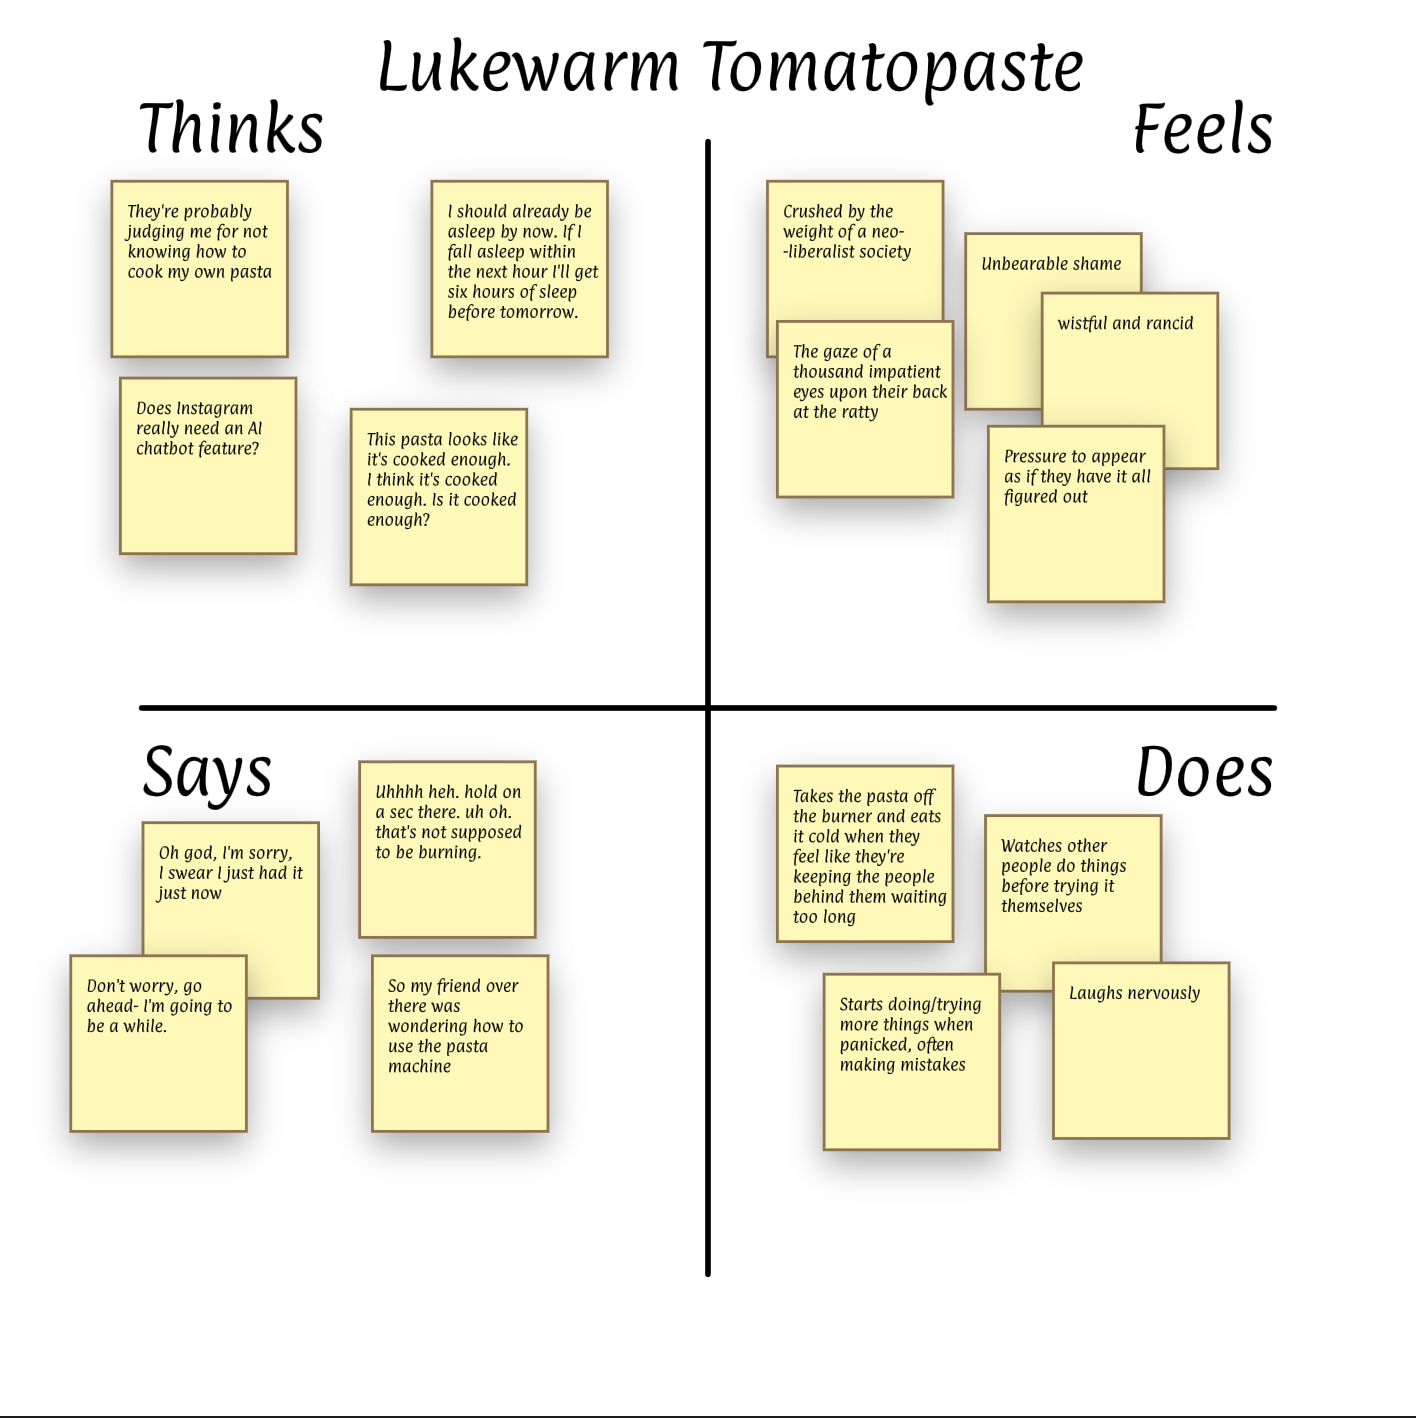 Lukewarm Tomatopaste
Thinks
They're probably
judging me for not
knowing how to
cook my own pasta
I should already be
asleep by now. If I
fall asleep within
the next hour I'll get
six hours of sleep
before tomorrow.
Does Instagram
really need an AI
chatbot feature?
This pasta looks like
it's cooked enough.
I think it's cooked
enough. Is it cooked
enough?
Feels
Crushed by the
weight of a neo-
-liberalist society
Unbearable shame
wistful and rancid
The gaze of a
thousand impatient
eyes upon their back
at the ratty
Pressure to appear
as if they have it all
figured out
Says
Uhhhh heh. hold on
a sec there. uh oh.
that's not supposed
to be burning.
Oh god, I'm sorry,
I swear I just had it
just now
Don't worry, go
ahead- I'm going to
be a while.
So my friend over
there was
wondering how to
use the pasta
machine
Does
Takes the pasta off
the burner and eats
it cold when they
feel like they're
keeping the people
behind them waiting
too long
Watches other
people do things
before trying it
themselves
Starts doing/trying
more things when
panicked, often
making mistakes
Laughs nervously